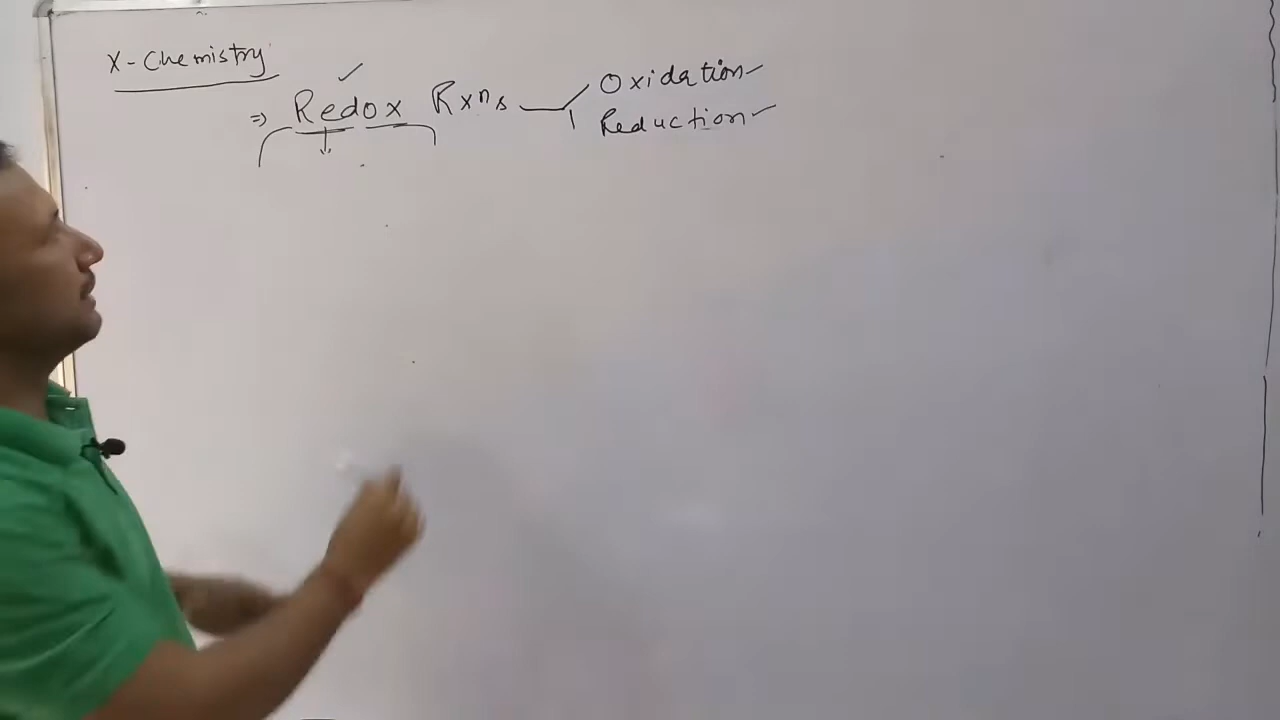 X - Chemistry
⇒ Redox Rxns
Oxidation
Reduction